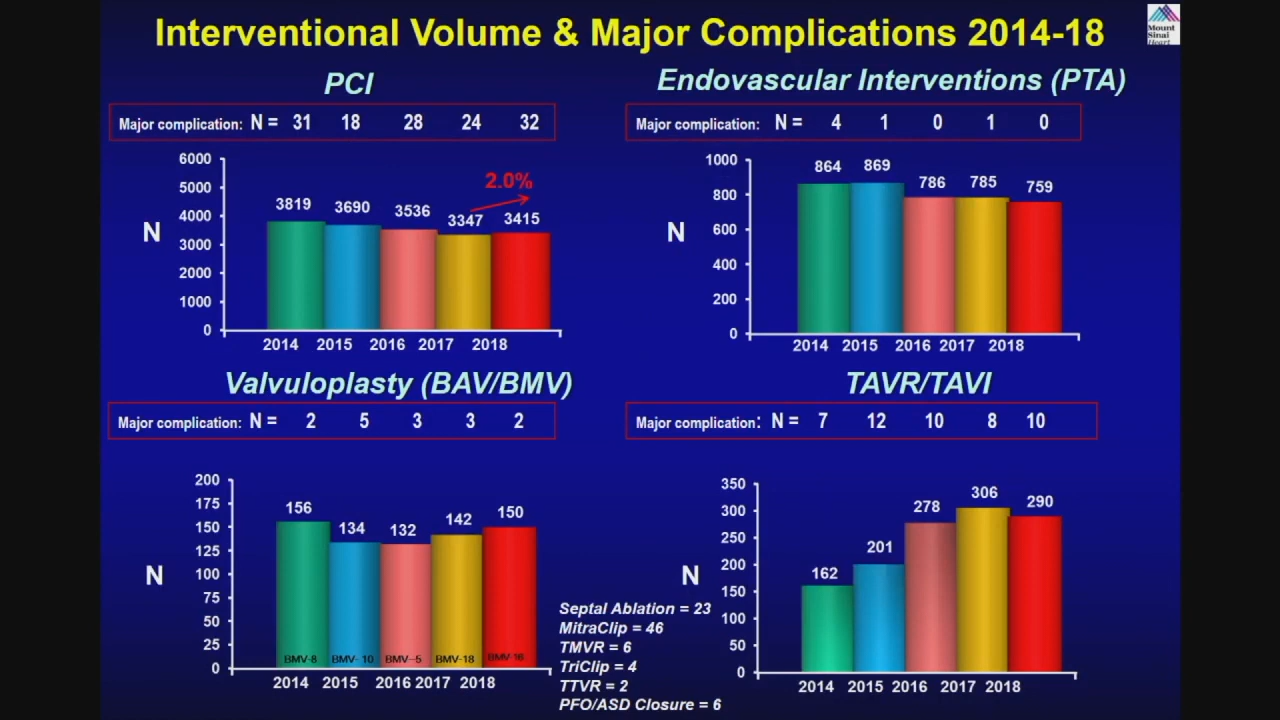 Interventional Volume & Major Complications 2014-18
Mount
Sinai
Heart
PCI
Major complication: N = 31 18 28 24 32
6000
5000
4000
3000
2000
1000
0
N
3819 3690 3536 3347 3415
2.0%
2014 2015 2016 2017 2018
Endovascular Interventions (PTA)
Major complication: N = 4 1 0 1 0
1000
800
600
400
200
0
N
864 869 786 785 759
2014 2015 2016 2017 2018
Valvuloplasty (BAV/BMV)
Major complication: N = 2 5 3 3 2
200
175
150
125
100
75
50
25
0
N
156 134 132 142 150
BMV-8 BMV- 10 BMV--5 BMV-18 BMV-16
2014 2015 2016 2017 2018
Septal Ablation = 23
MitraClip = 46
TMVR = 6
TriClip = 4
TTVR = 2
PFO/ASD Closure = 6
TAVR/TAVI
Major complication: N = 7 12 10 8 10
350
300
250
200
150
100
50
0
N
162 201 278 306 290
2014 2015 2016 2017 2018